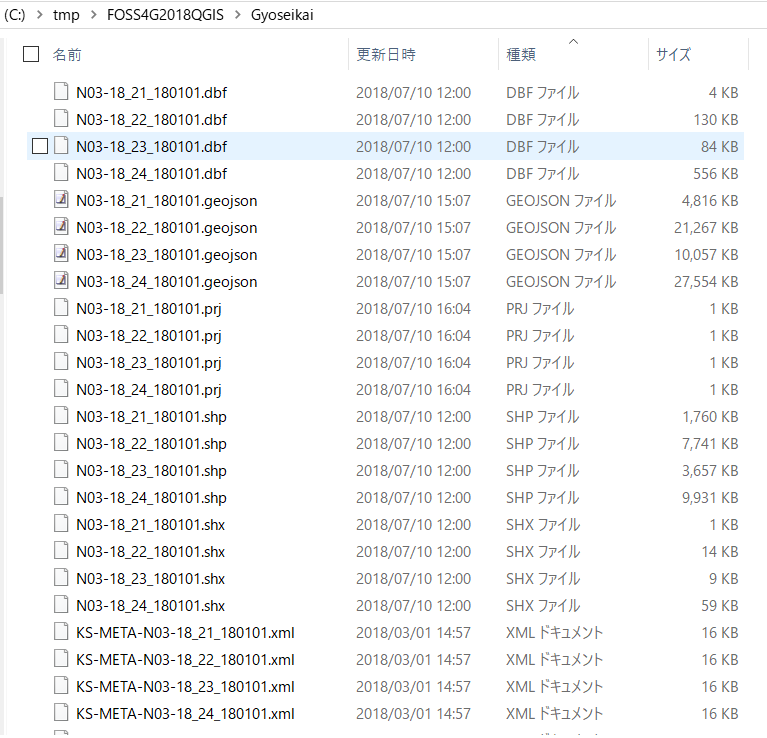 (C:) > tmp > FOSS4G2018QGIS > Gyoseikai
名前 更新日時 種類 サイズ
N03-18_21_180101.dbf 2018/07/10 12:00 DBF ファイル 4 KB
N03-18_22_180101.dbf 2018/07/10 12:00 DBF ファイル 130 KB
N03-18_23_180101.dbf 2018/07/10 12:00 DBF ファイル 84 KB
N03-18_24_180101.dbf 2018/07/10 12:00 DBF ファイル 556 KB
N03-18_21_180101.geojson 2018/07/10 15:07 GEOJSON ファイル 4,816 KB
N03-18_22_180101.geojson 2018/07/10 15:07 GEOJSON ファイル 21,267 KB
N03-18_23_180101.geojson 2018/07/10 15:07 GEOJSON ファイル 10,057 KB
N03-18_24_180101.geojson 2018/07/10 15:07 GEOJSON ファイル 27,554 KB
N03-18_21_180101.prj 2018/07/10 16:04 PRJ ファイル 1 KB
N03-18_22_180101.prj 2018/07/10 16:04 PRJ ファイル 1 KB
N03-18_23_180101.prj 2018/07/10 16:04 PRJ ファイル 1 KB
N03-18_24_180101.prj 2018/07/10 16:04 PRJ ファイル 1 KB
N03-18_21_180101.shp 2018/07/10 12:00 SHP ファイル 1,760 KB
N03-18_22_180101.shp 2018/07/10 12:00 SHP ファイル 7,741 KB
N03-18_23_180101.shp 2018/07/10 12:00 SHP ファイル 3,657 KB
N03-18_24_180101.shp 2018/07/10 12:00 SHP ファイル 9,931 KB
N03-18_21_180101.shx 2018/07/10 12:00 SHX ファイル 1 KB
N03-18_22_180101.shx 2018/07/10 12:00 SHX ファイル 14 KB
N03-18_23_180101.shx 2018/07/10 12:00 SHX ファイル 9 KB
N03-18_24_180101.shx 2018/07/10 12:00 SHX ファイル 59 KB
KS-META-N03-18_21_180101.xml 2018/03/01 14:57 XML ドキュメント 16 KB
KS-META-N03-18_22_180101.xml 2018/03/01 14:57 XML ドキュメント 16 KB
KS-META-N03-18_23_180101.xml 2018/03/01 14:57 XML ドキュメント 16 KB
KS-META-N03-18_24_180101.xml 2018/03/01 14:57 XML ドキュメント 16 KB